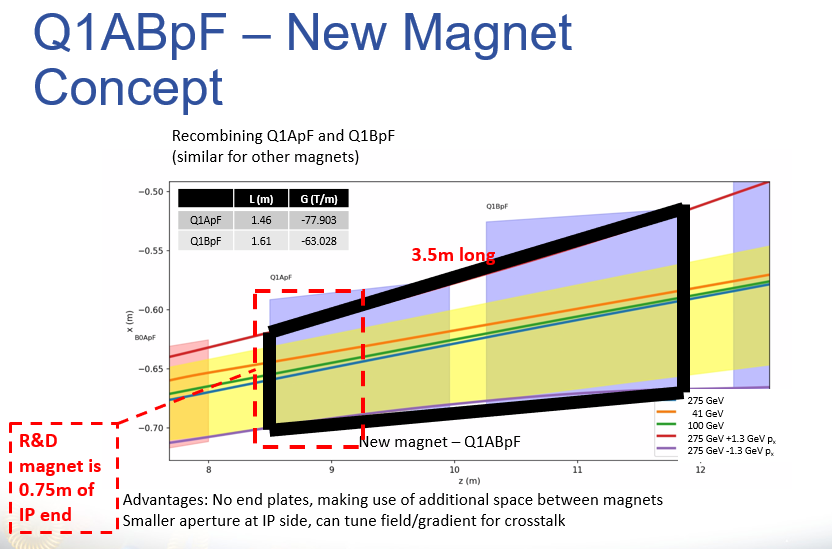 Q1ABpF – New Magnet
Concept
Recombining Q1ApF and Q1BpF
(similar for other magnets)
L (m) G (T/m)
Q1ApF 1.46 -77.903
Q1BpF 1.61 -63.028
Q1BpF
3.5m long
Q1ApF
B0ApF
−0.50
−0.55
−0.60
−0.65
−0.70
x (m)
8 9 10 11 12
z (m)
275 GeV
41 GeV
100 GeV
275 GeV +1.3 GeV pₓ
275 GeV -1.3 GeV pₓ
New magnet – Q1ABpF
R&D
magnet is
0.75m of
IP end
Advantages: No end plates, making use of additional space between magnets
Smaller aperture at IP side, can tune field/gradient for crosstalk